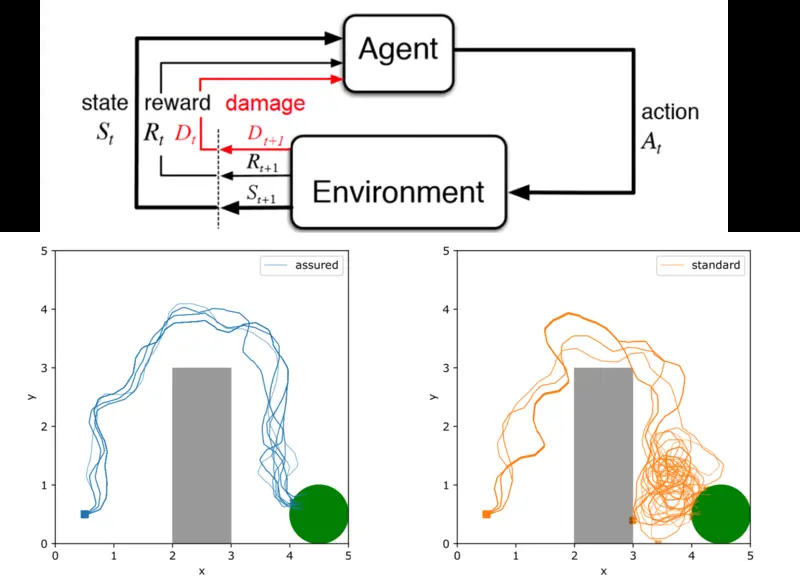 Agent
state reward damage
S_t R_t D_t
D_{t+1}
R_{t+1}
S_{t+1}
action
A_t
Environment
assured
5
4
3
2
1
0
y
0 1 2 3 4 5
x
standard
5
4
3
2
1
0
y
0 1 2 3 4 5
x